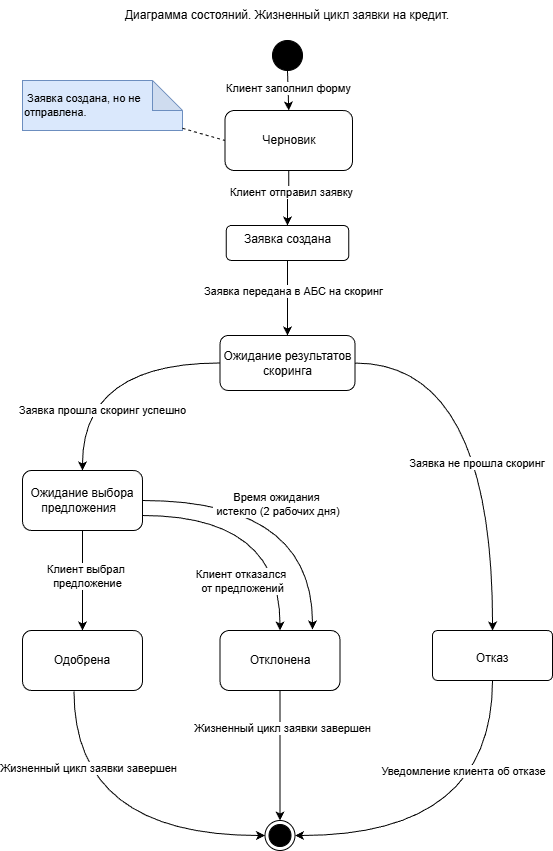 Диаграмма состояний. Жизненный цикл заявки на кредит.
Клиент заполнил форму
Заявка создана, но не
отправлена.
Черновик
Клиент отправил заявку
Заявка создана
Заявка передана в АБС на скоринг
Ожидание результатов
скоринга
Заявка прошла скоринг успешно
Заявка не прошла скоринг
Ожидание выбора
предложения
Время ожидания
истекло (2 рабочих дня)
Клиент выбрал
предложение
Клиент отказался
от предложений
Одобрена
Отклонена
Отказ
Жизненный цикл заявки завершен
Жизненный цикл заявки завершен
Уведомление клиента об отказе